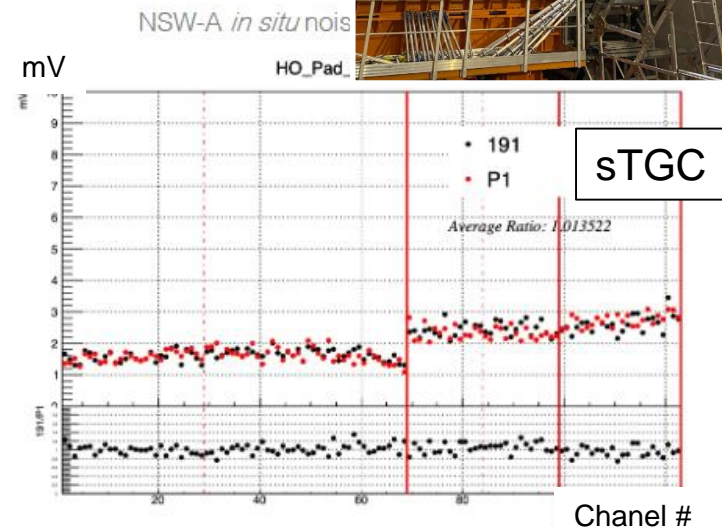 NSW-A in situ nois
mV
HO_Pad_
mV
9
8
7
6
5
4
3
2
1
191
P1
sTGC
Average Ratio: 1.013522
191/P1
20
40
60
80
Chanel #